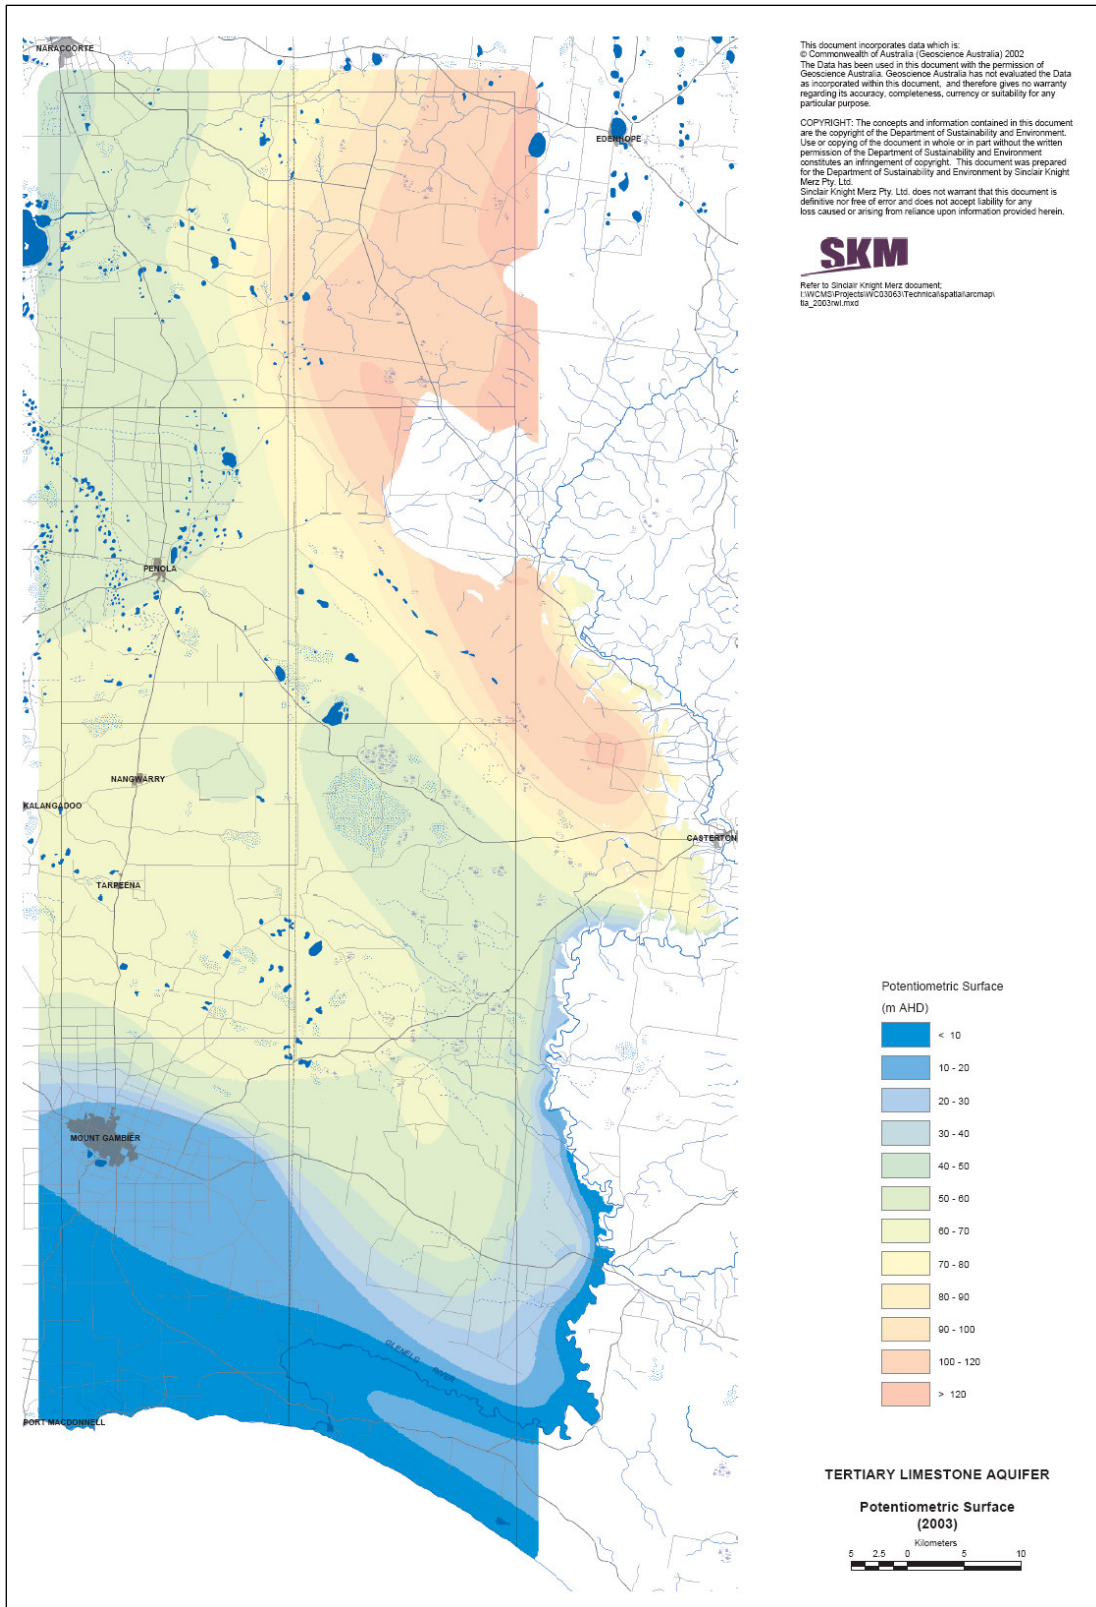 NARACOORTE
EDENHOPE
PENOLA
NANGWARRY
KALANGADOO
CASTERTON
TARPEENA
MOUNT GAMBIER
GLENELG RIVER
PORT MACDONNELL
This document incorporates data which is:
© Commonwealth of Australia (Geoscience Australia) 2002
The Data has been used in this document with the permission of
Geoscience Australia. Geoscience Australia has not evaluated the Data
as incorporated within this document, and therefore gives no warranty
regarding its accuracy, completeness, currency or suitability for any
particular purpose.
COPYRIGHT: The concepts and information contained in this document
are the copyright of the Department of Sustainability and Environment.
Use or copying of the document in whole or in part without the written
permission of the Department of Sustainability and Environment
constitutes an infringement of copyright. This document was prepared
for the Department of Sustainability and Environment by Sinclair Knight
Merz Pty. Ltd.
Sinclair Knight Merz Pty. Ltd. does not warrant that this document is
definitive nor free of error and does not accept liability for any
loss caused or arising from reliance upon information provided herein.
SKM
Refer to Sinclair Knight Merz document;
I:\WCMS\Projects\WC03063\Technical\spatial\arcmap\
tla_2003rwl.mxd
Potentiometric Surface
(m AHD)
< 10
10 - 20
20 - 30
30 - 40
40 - 50
50 - 60
60 - 70
70 - 80
80 - 90
90 - 100
100 - 120
> 120
TERTIARY LIMESTONE AQUIFER
Potentiometric Surface
(2003)
Kilometers
5 2.5 0 5 10